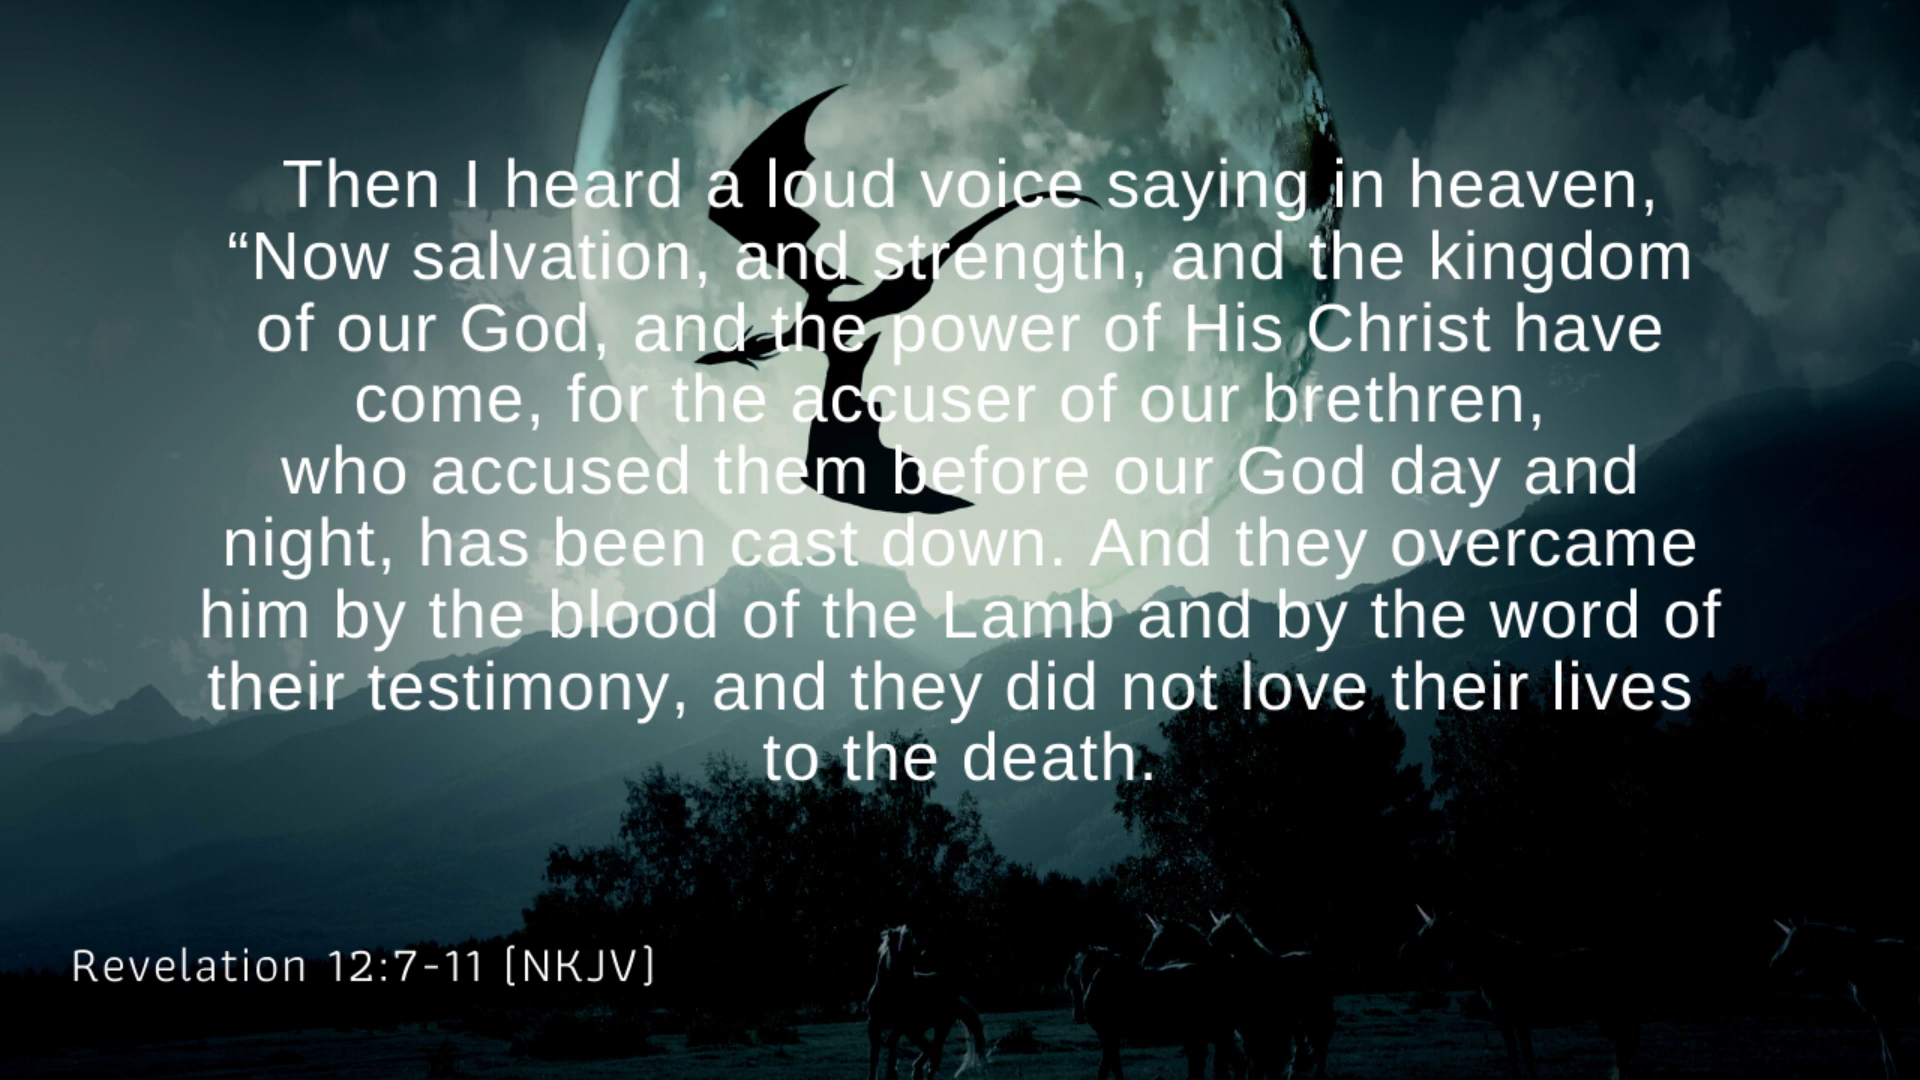 Then I heard a loud voice saying in heaven,
“Now salvation, and strength, and the kingdom
of our God, and the power of His Christ have
come, for the accuser of our brethren,
who accused them before our God day and
night, has been cast down. And they overcame
him by the blood of the Lamb and by the word of
their testimony, and they did not love their lives
to the death.
Revelation 12:7-11 [NKJV]